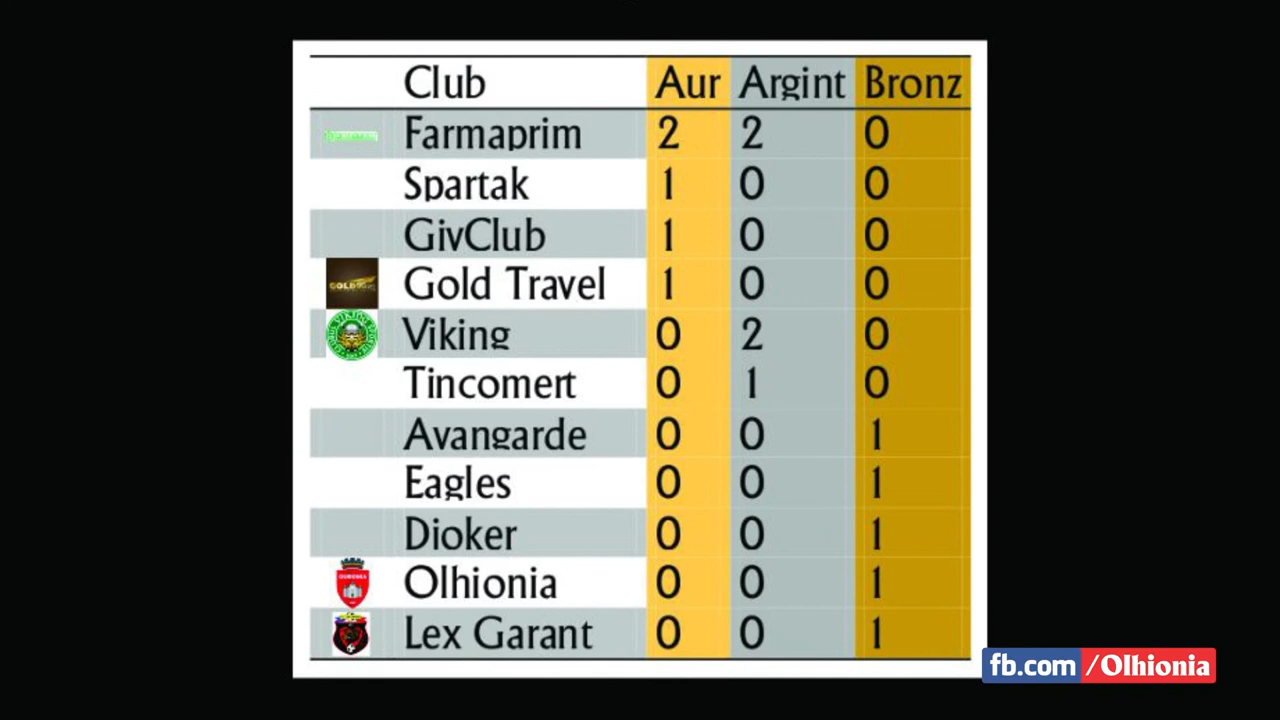 Club Aur Argint Bronz
Farmaprim 2 2 0
Spartak 1 0 0
GivClub 1 0 0
Gold Travel 1 0 0
Viking 0 2 0
Tincomert 0 1 0
Avangarde 0 0 1
Eagles 0 0 1
Dioker 0 0 1
Olhionia 0 0 1
Lex Garant 0 0 1
fb.com/Olhionia